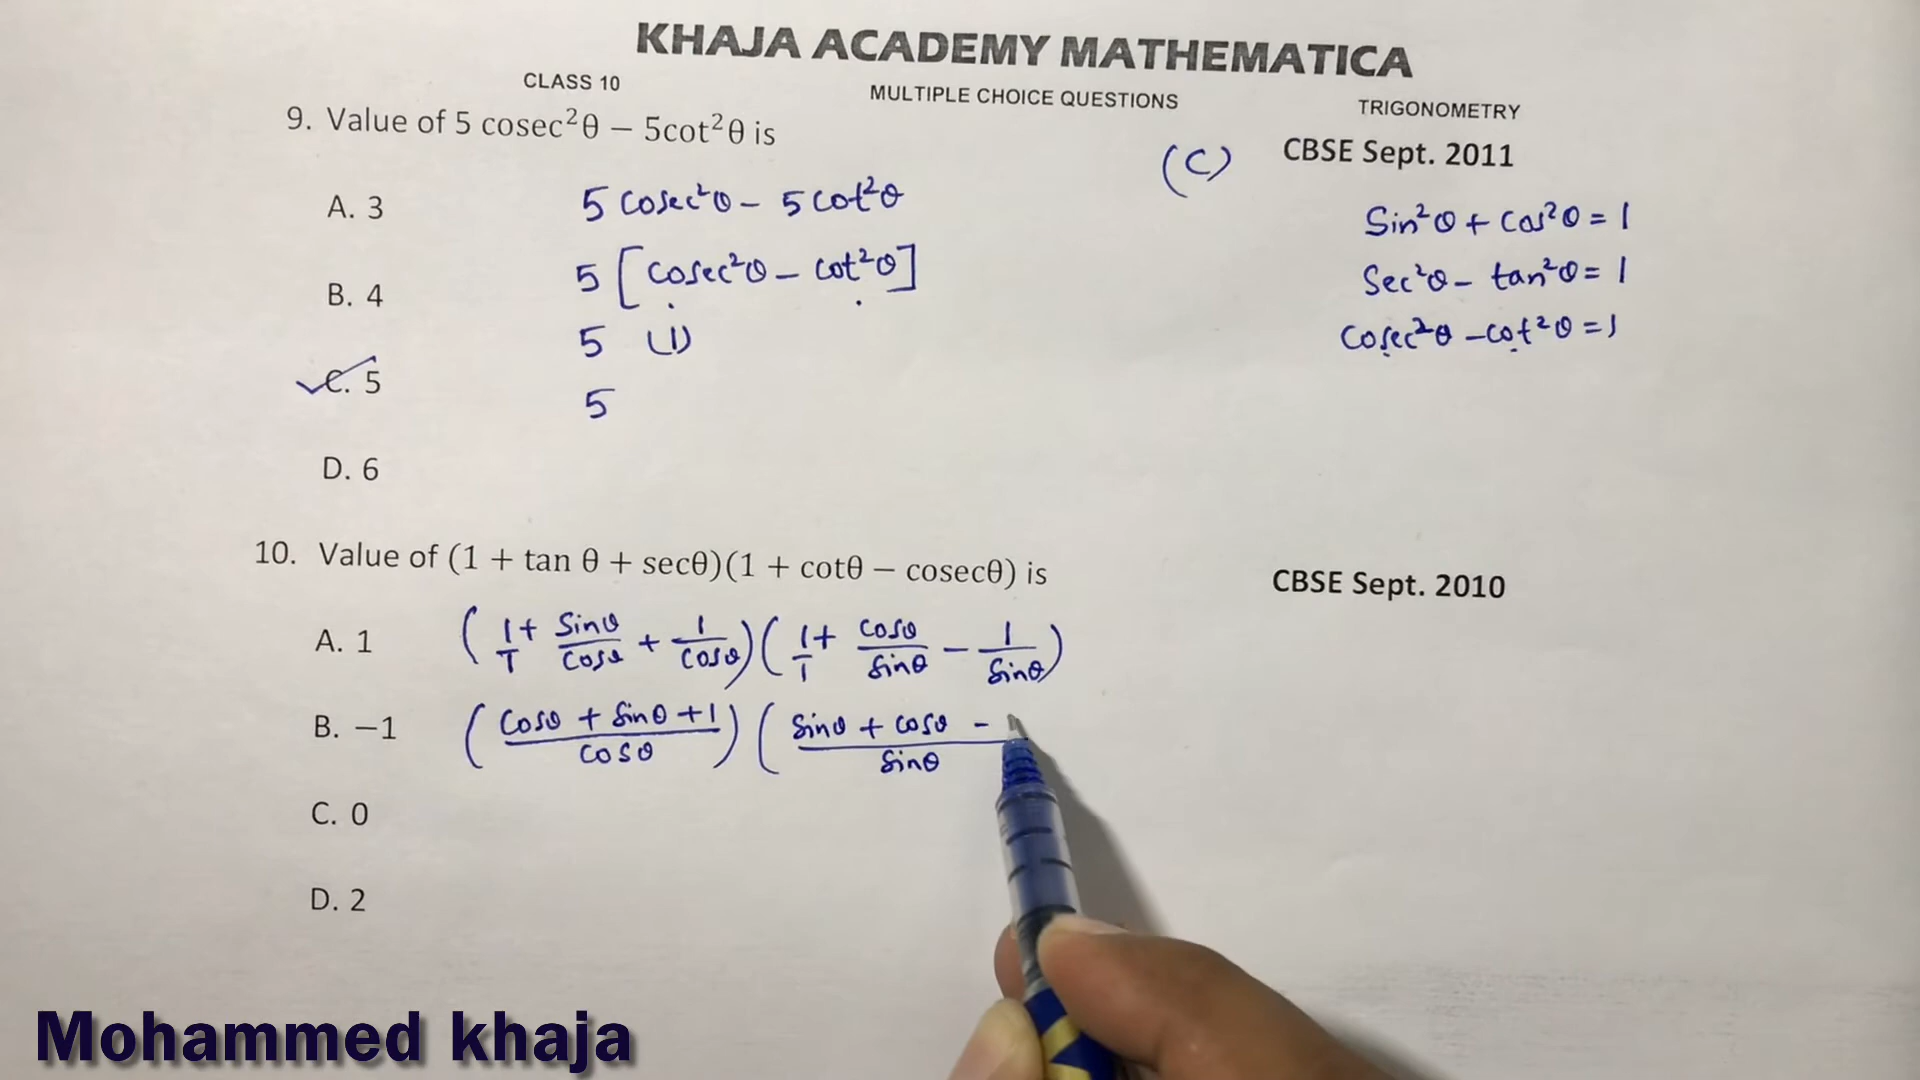 KHAJA ACADEMY MATHEMATICA
CLASS 10 MULTIPLE CHOICE QUESTIONS TRIGONOMETRY
9. Value of 5 cosec²θ − 5cot²θ is
(C) CBSE Sept. 2011
A. 3
5 cosec²θ − 5cot²θ
Sin²θ + cos²θ = 1
B. 4
5 [cosec²θ − cot²θ]
Sec²θ − tan²θ = 1
5 (1)
cosec²θ − cot²θ = 1
C. 5
5
D. 6
10. Value of (1 + tan θ + secθ)(1 + cotθ − cosecθ) is
CBSE Sept. 2010
A. 1
(1/1 + Sinθ/cosθ + 1/cosθ)(1/1 + cosθ/sinθ − 1/sinθ)
B. −1
((cosθ + sinθ + 1)/cosθ) ((sinθ + cosθ −)/sinθ
C. 0
D. 2
Mohammed khaja